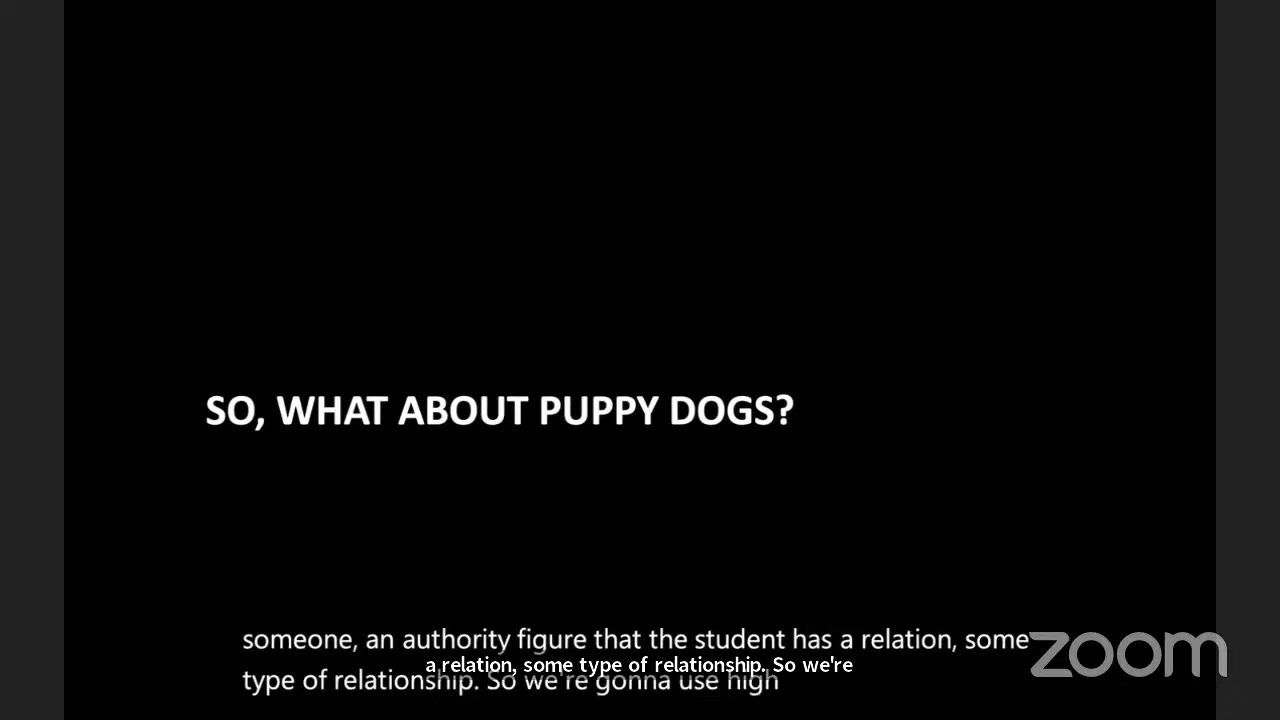 SO, WHAT ABOUT PUPPY DOGS?
someone, an authority figure that the student has a relation, some
zoom
a relation, some type of relationship. So we're
type of relationship. So we're gonna use high